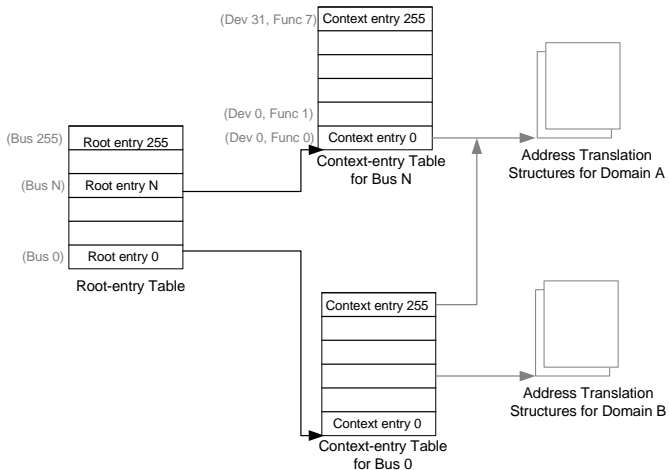 (Dev 31, Func 7)
Context entry 255
(Dev 0, Func 1)
(Dev 0, Func 0)
Context entry 0
Context-entry Table
for Bus N
Address Translation
Structures for Domain A
(Bus 255)
Root entry 255
(Bus N)
Root entry N
(Bus 0)
Root entry 0
Root-entry Table
Context entry 255
Context entry 0
Context-entry Table
for Bus 0
Address Translation
Structures for Domain B